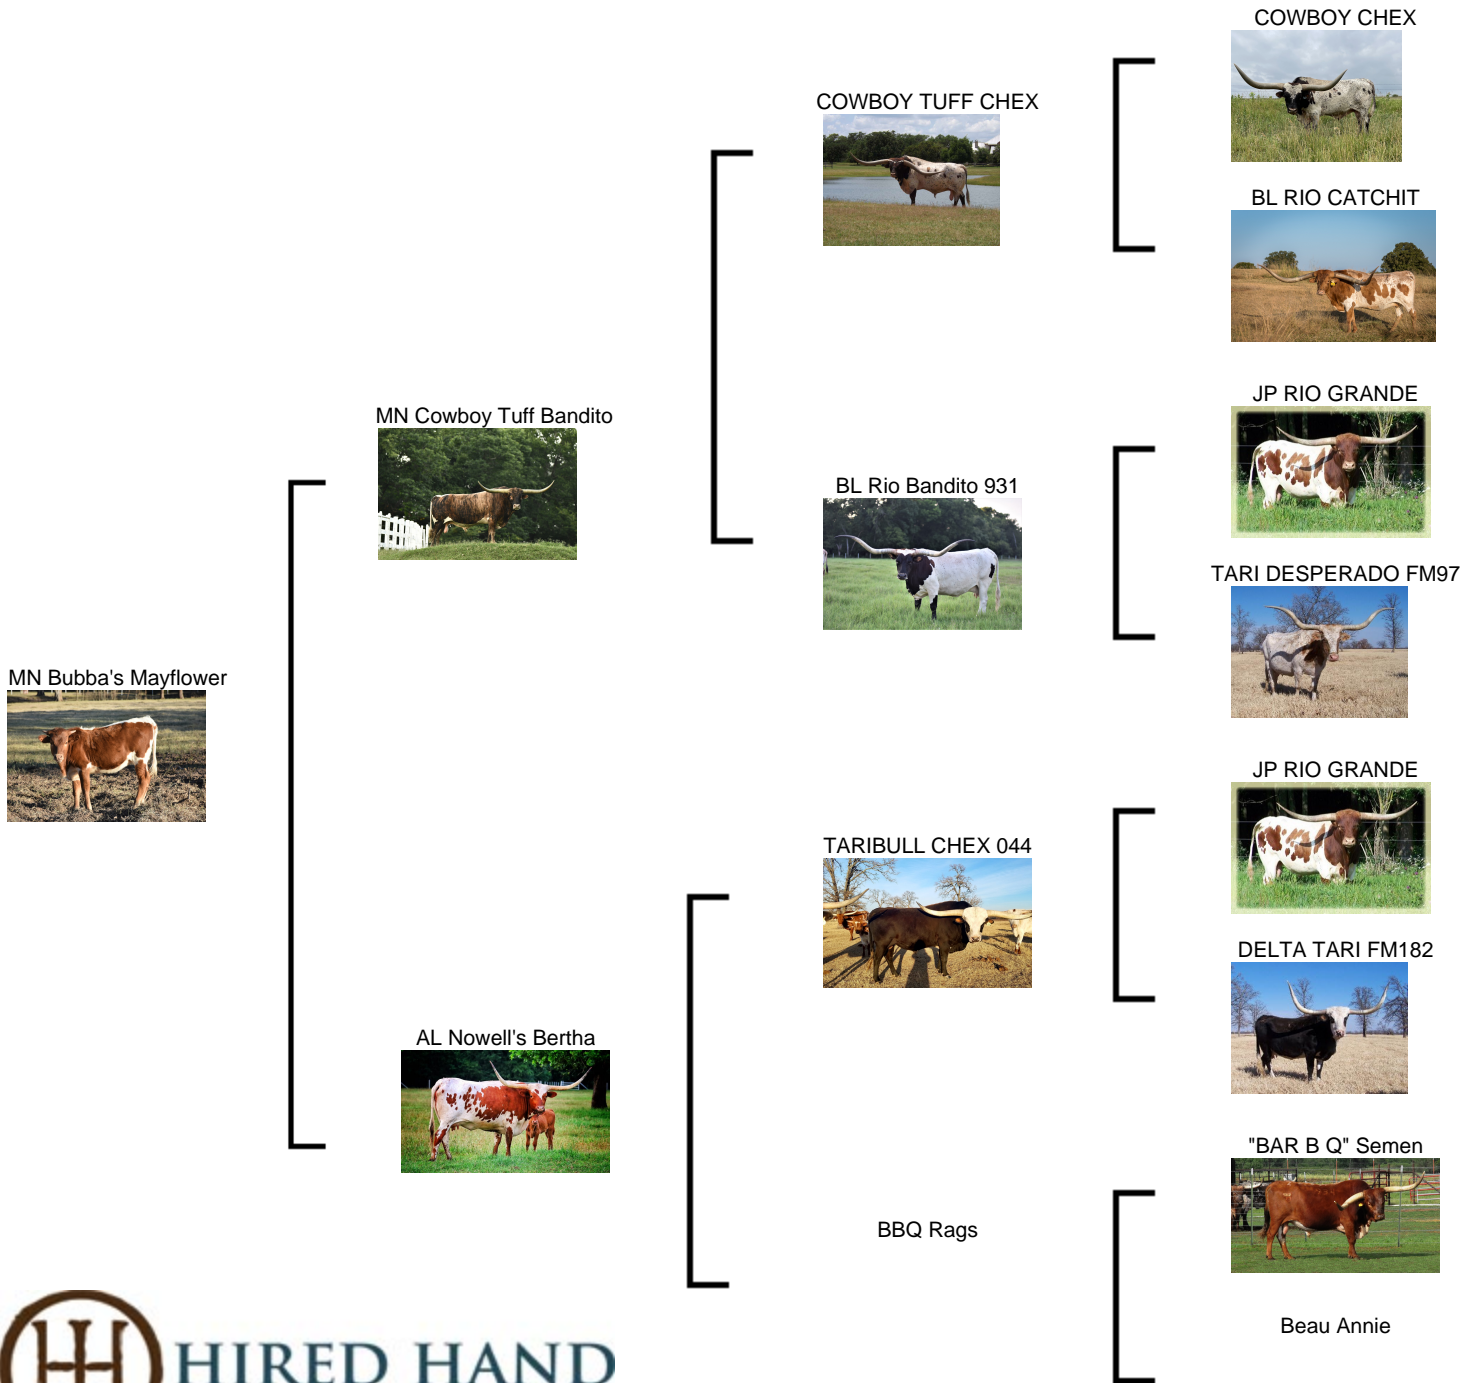 COWBOY CHEX
COWBOY TUFF CHEX
BL RIO CATCHIT
JP RIO GRANDE
MN Cowboy Tuff Bandito
BL Rio Bandito 931
TARI DESPERADO FM97
MN Bubba's Mayflower
JP RIO GRANDE
TARIBULL CHEX 044
DELTA TARI FM182
AL Nowell's Bertha
"BAR B Q" Semen
BBQ Rags
Beau Annie
HIRED HAND